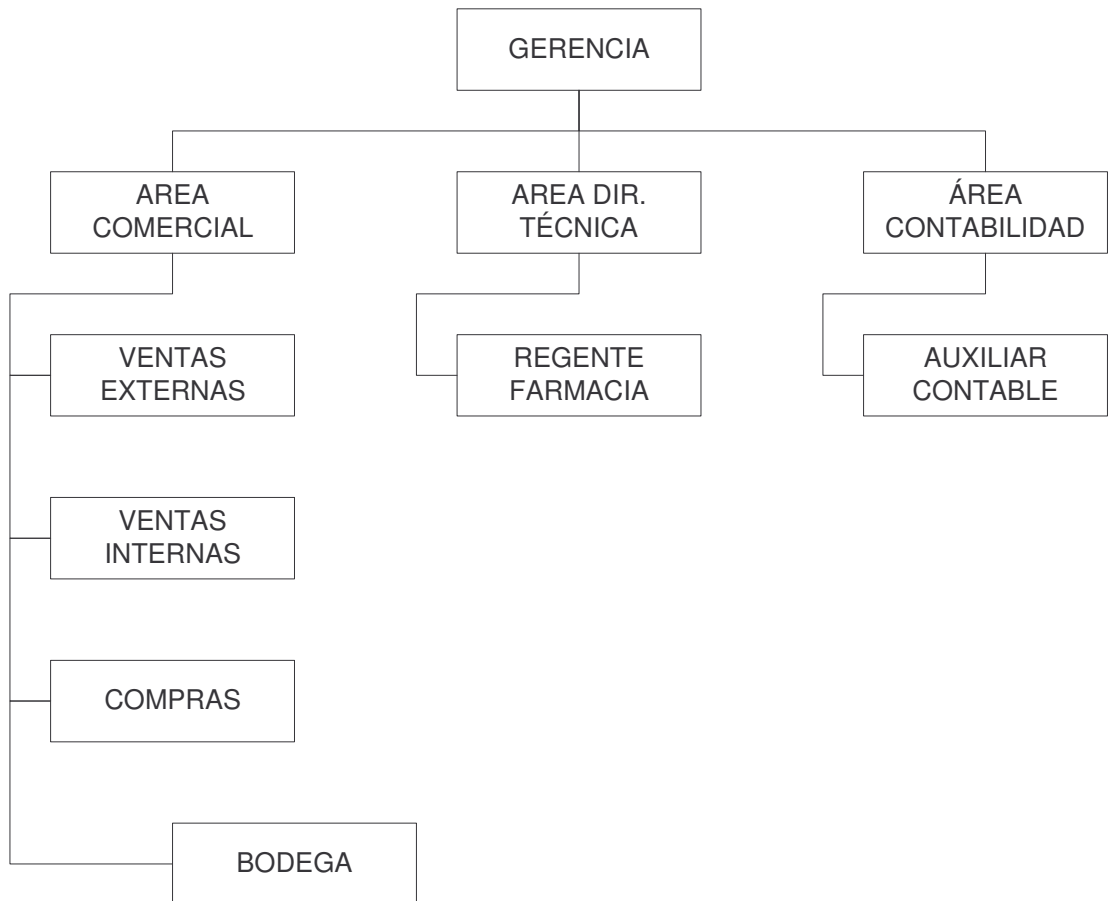 GERENCIA
AREA
COMERCIAL
AREA DIR.
TÉCNICA
ÁREA
CONTABILIDAD
VENTAS
EXTERNAS
REGENTE
FARMACIA
AUXILIAR
CONTABLE
VENTAS
INTERNAS
COMPRAS
BODEGA